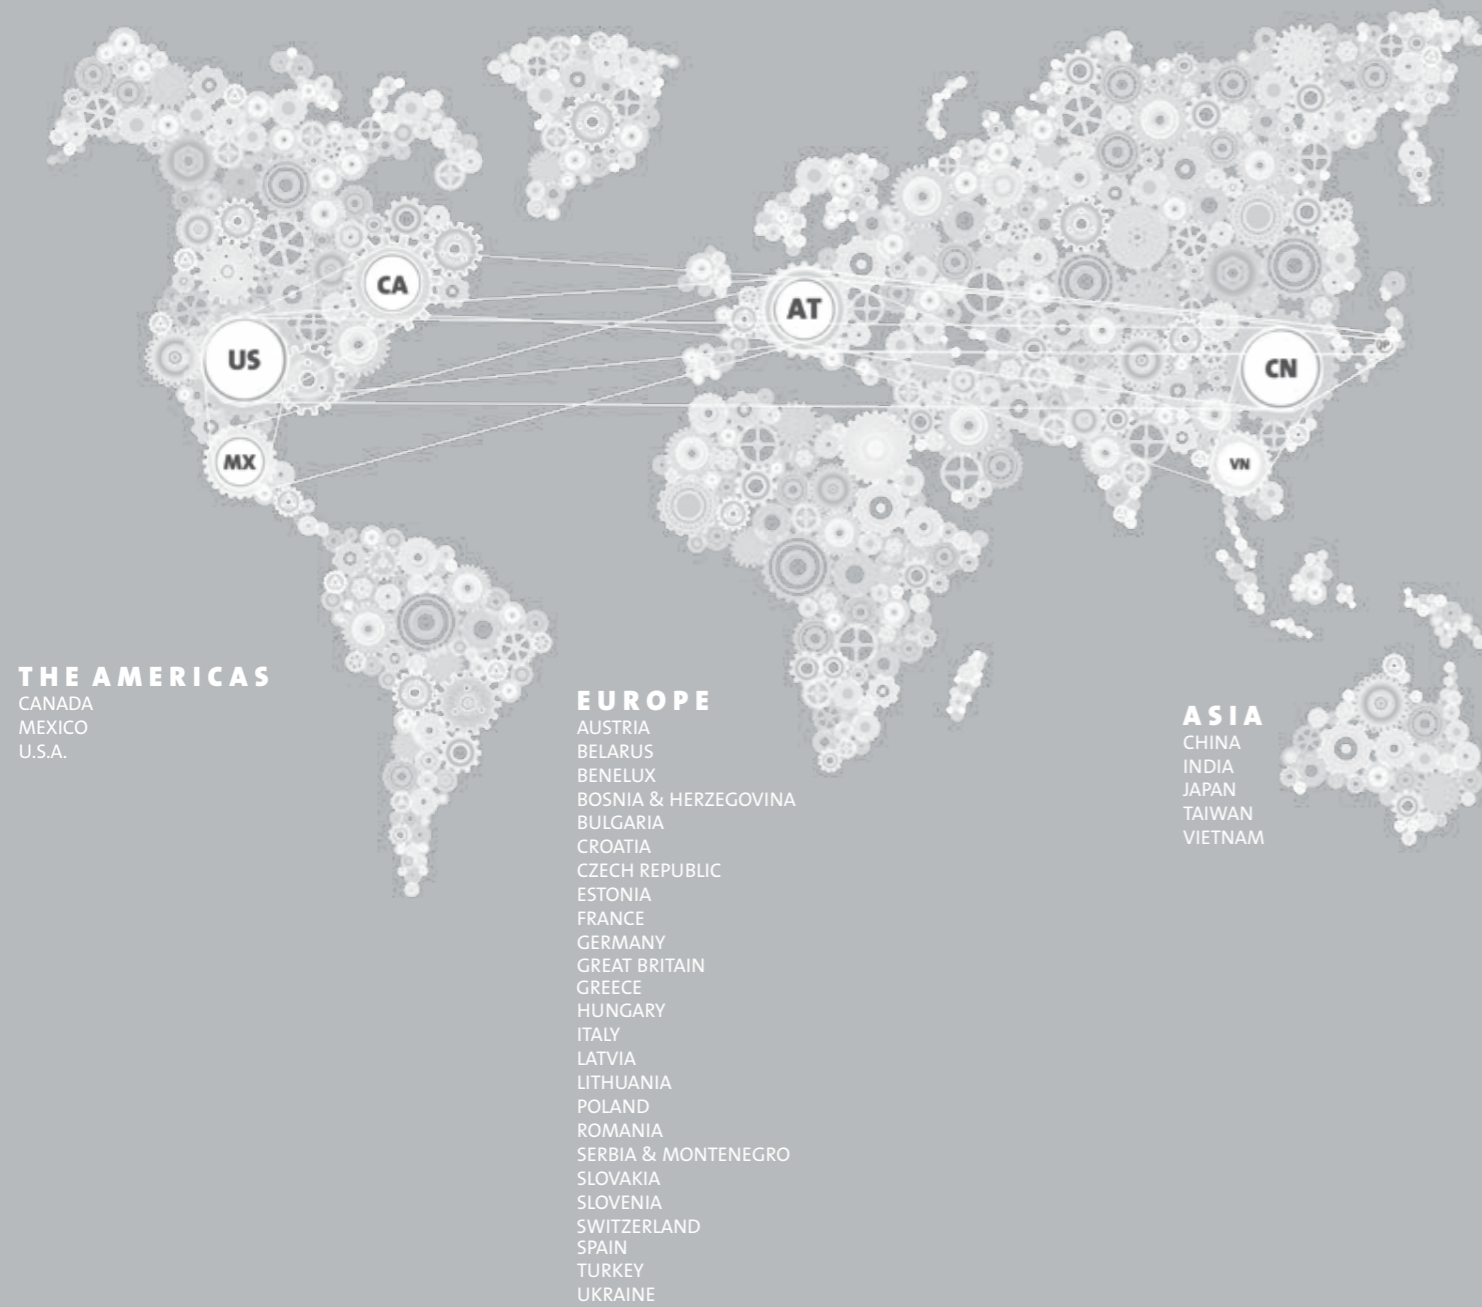 CA
AT
US
CN
MX
VN
THE AMERICAS
CANADA
MEXICO
U.S.A.
EUROPE
AUSTRIA
BELARUS
BENELUX
BOSNIA & HERZEGOVINA
BULGARIA
CROATIA
CZECH REPUBLIC
ESTONIA
FRANCE
GERMANY
GREAT BRITAIN
GREECE
HUNGARY
ITALY
LATVIA
LITHUANIA
POLAND
ROMANIA
SERBIA & MONTENEGRO
SLOVAKIA
SLOVENIA
SWITZERLAND
SPAIN
TURKEY
UKRAINE
ASIA
CHINA
INDIA
JAPAN
TAIWAN
VIETNAM